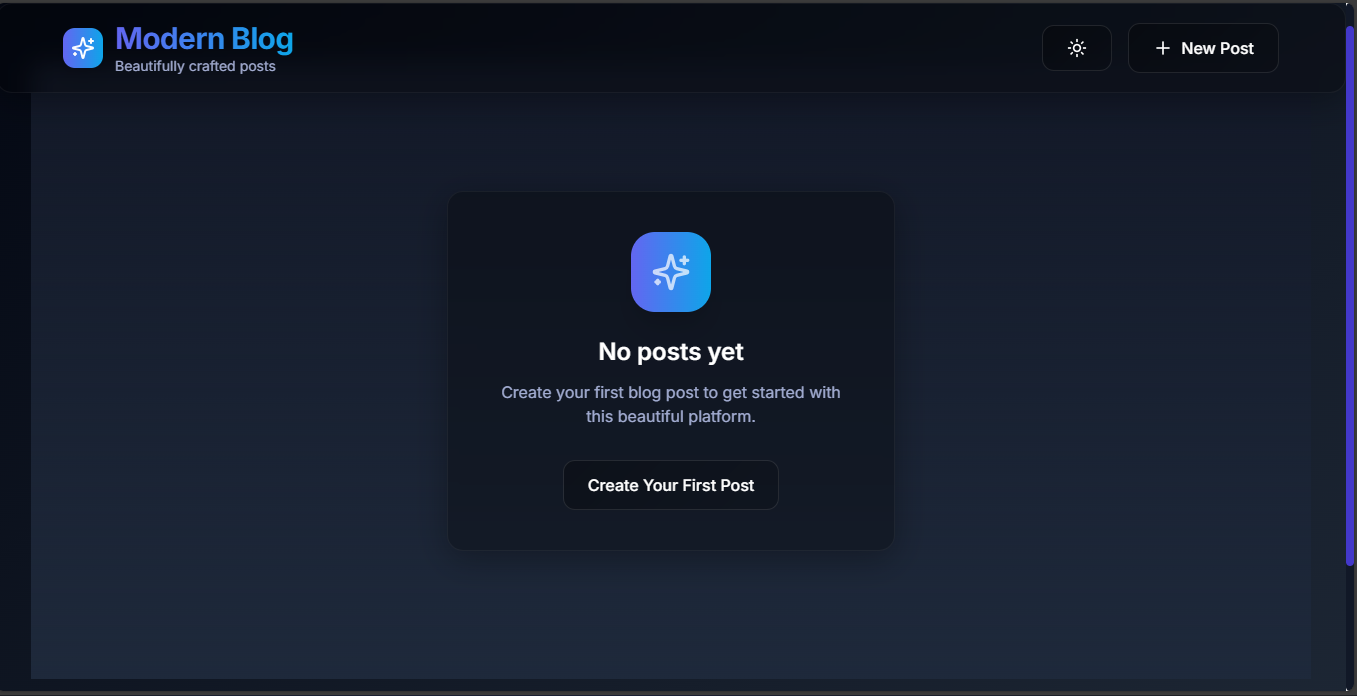 Modern Blog
Beautifully crafted posts
New Post
No posts yet
Create your first blog post to get started with
this beautiful platform.
Create Your First Post